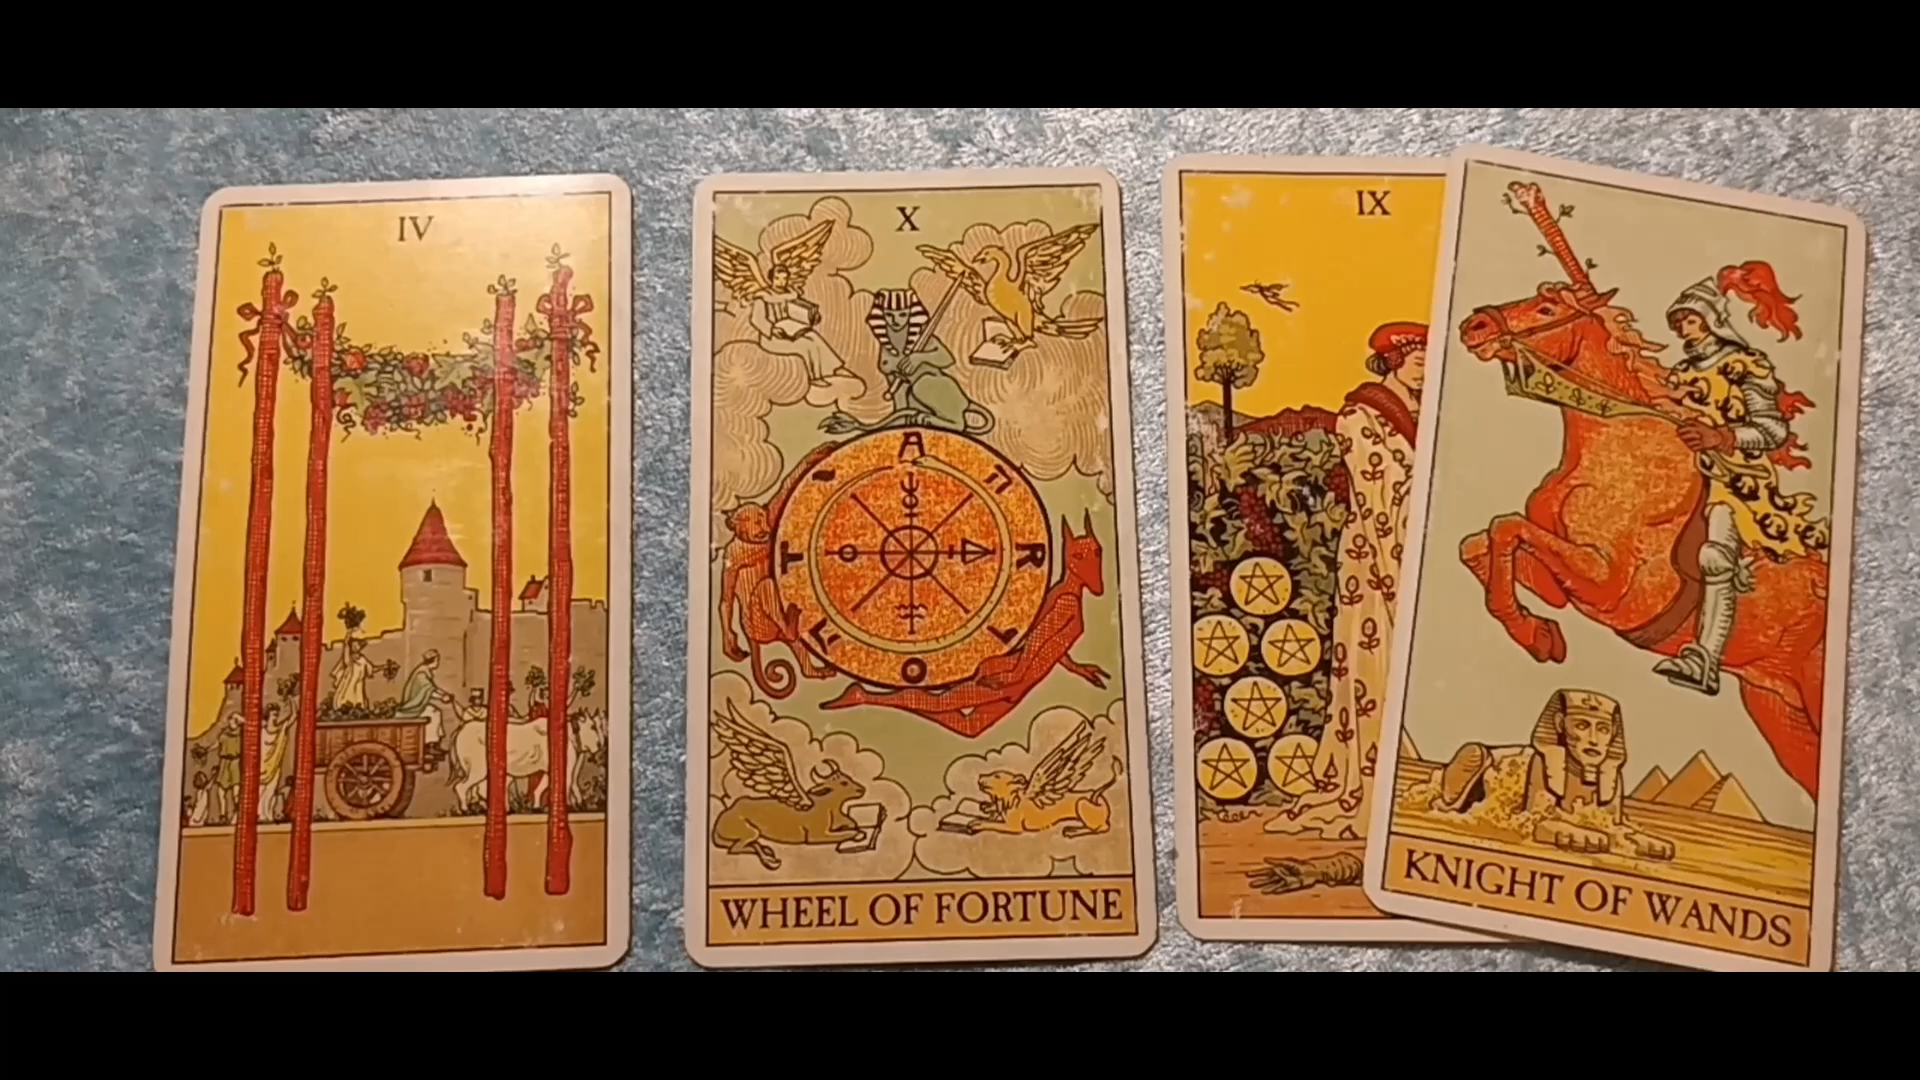 IV
X
IX
A
R
O
T
WHEEL OF FORTUNE
KNIGHT OF WANDS